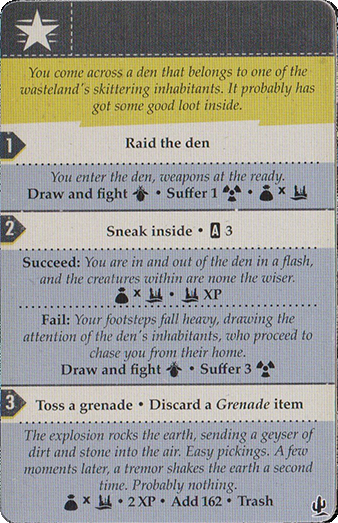 You come across a den that belongs to one of the
wasteland's skittering inhabitants. It probably has
got some good loot inside.
1 Raid the den
You enter the den, weapons at the ready.
Draw and fight • Suffer 1 • x
2 Sneak inside • A 3
Succeed: You are in and out of the den in a flash,
and the creatures within are none the wiser.
x • XP
Fail: Your footsteps fall heavy, drawing the
attention of the den's inhabitants, who proceed to
chase you from their home.
Draw and fight • Suffer 3
3 Toss a grenade • Discard a Grenade item
The explosion rocks the earth, sending a geyser of
dirt and stone into the air. Easy pickings. A few
moments later, a tremor shakes the earth a second
time. Probably nothing.
x • 2 XP • Add 162 • Trash